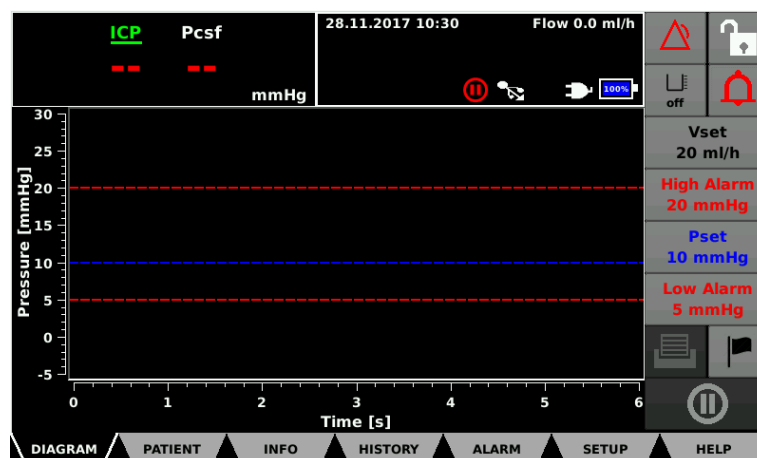 ICP Pcsf
-- --
mmHg
28.11.2017 10:30 Flow 0.0 ml/h
100%
off
Vset
20 ml/h
High Alarm
20 mmHg
Pset
10 mmHg
Low Alarm
5 mmHg
Pressure [mmHg]
30
25
20
15
10
5
0
-5
0 1 2 3 4 5 6
Time [s]
DIAGRAM PATIENT INFO HISTORY ALARM SETUP HELP